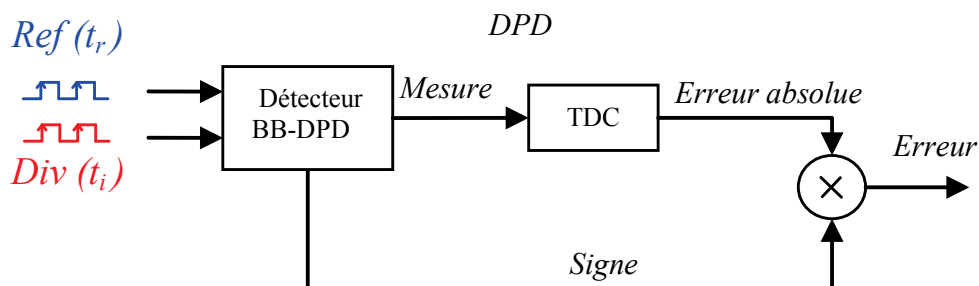 DPD
Ref (tr)
Détecteur
BB-DPD
Mesure
TDC
Erreur absolue
Erreur
Div (ti)
Signe